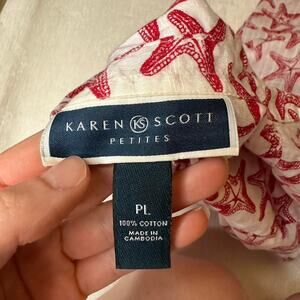 KAREN KS SCOTT
PETITES
PL
100% COTTON
MADE IN
CAMBODIA